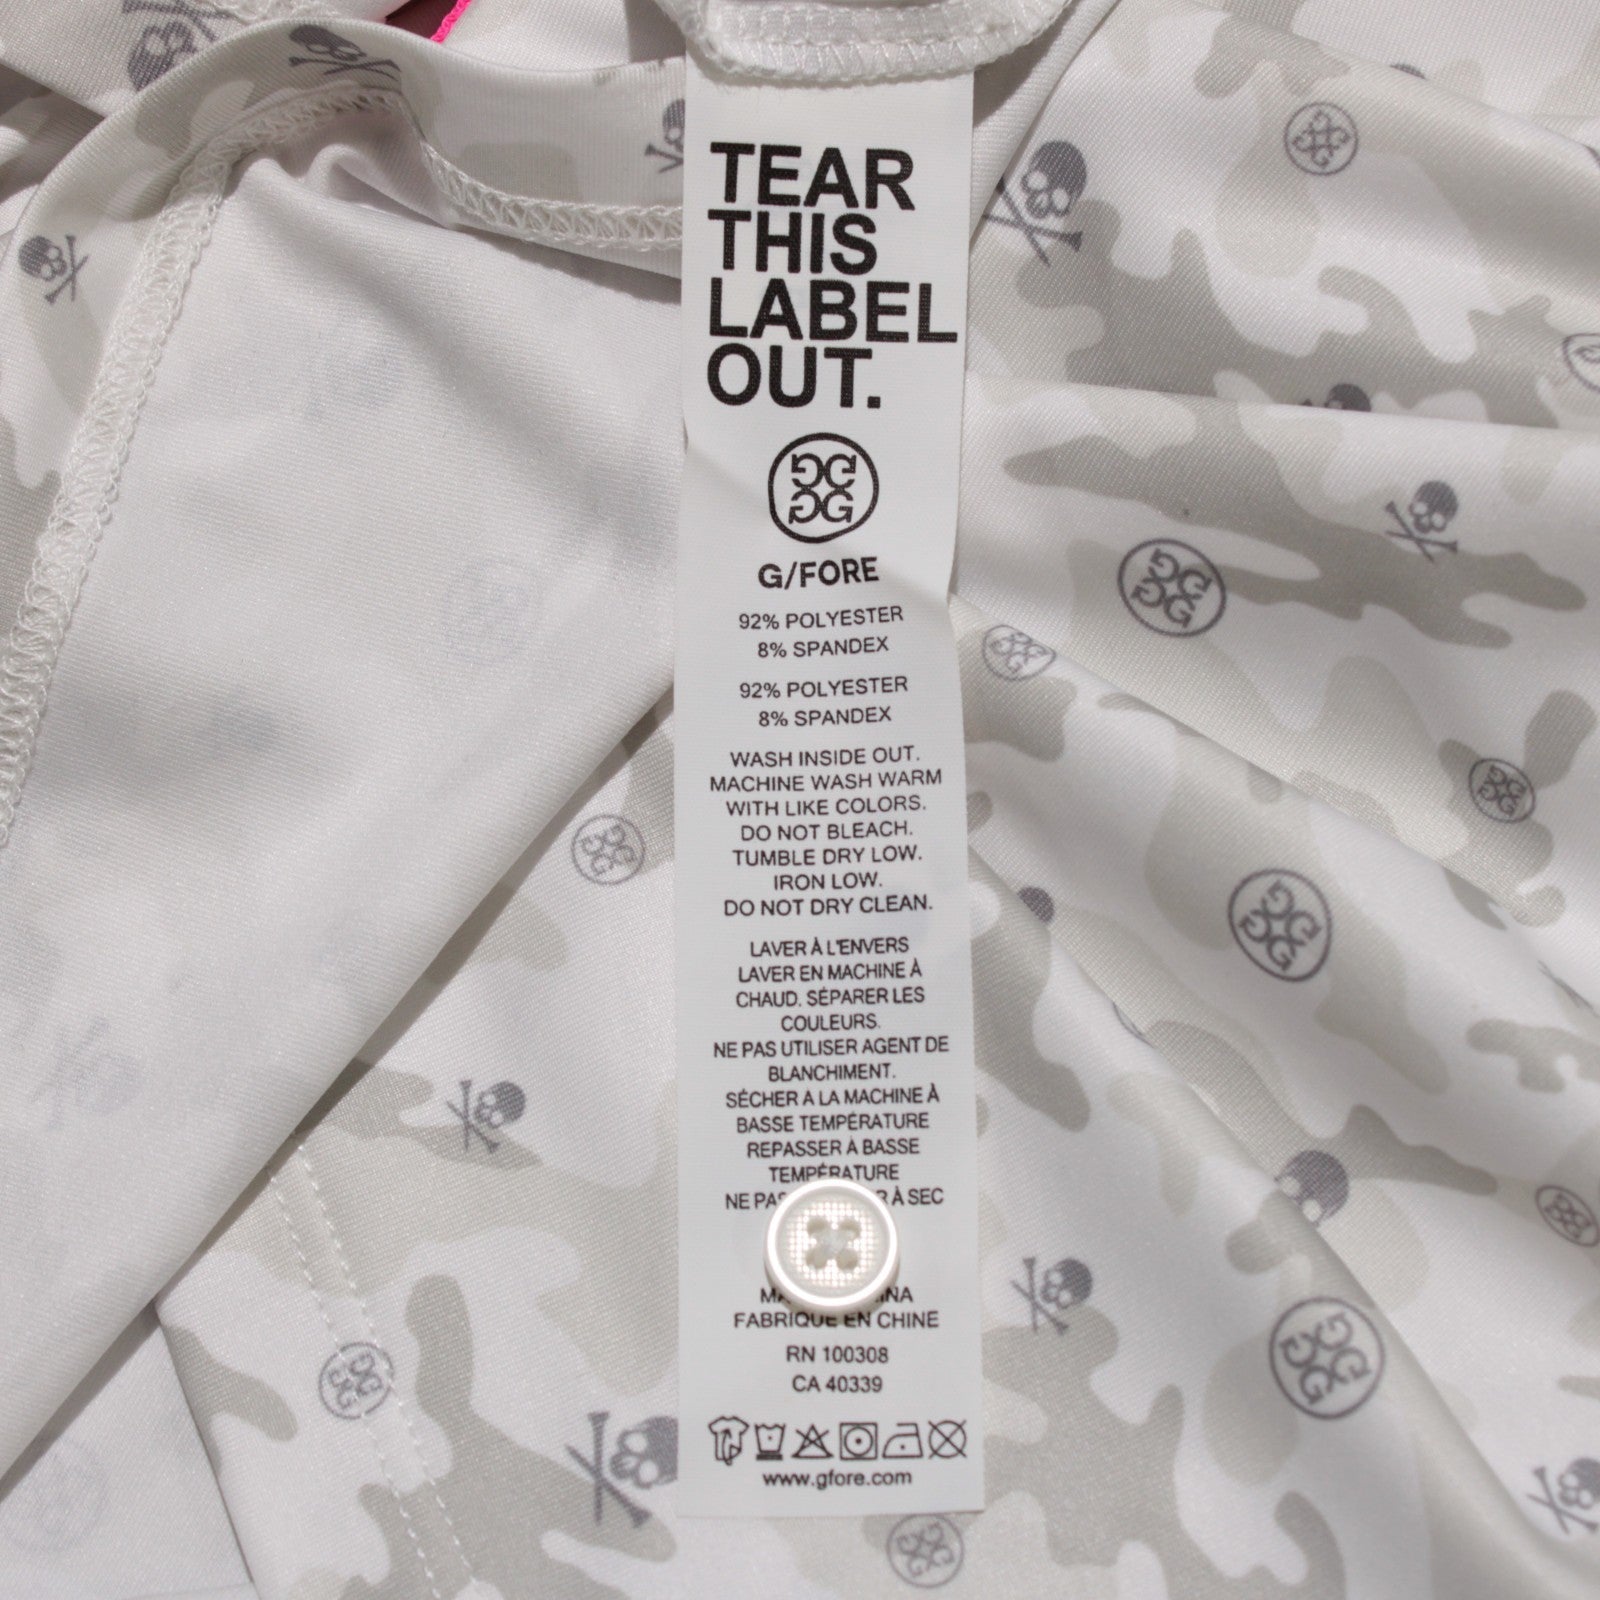 TEAR
THIS
LABEL
OUT.
G/FORE
92% POLYESTER
8% SPANDEX
92% POLYESTER
8% SPANDEX
WASH INSIDE OUT.
MACHINE WASH WARM
WITH LIKE COLORS.
DO NOT BLEACH.
TUMBLE DRY LOW.
IRON LOW.
DO NOT DRY CLEAN.
LAVER À L'ENVERS
LAVER EN MACHINE À
CHAUD. SÉPARER LES
COULEURS.
NE PAS UTILISER AGENT DE
BLANCHIMENT.
SÉCHER A LA MACHINE À
BASSE TEMPÉRATURE
REPASSER À BASSE
TEMPÉRATURE
NE PAS À SEC
FABRIQUE EN CHINE
RN 100308
CA 40339
www.gfore.com